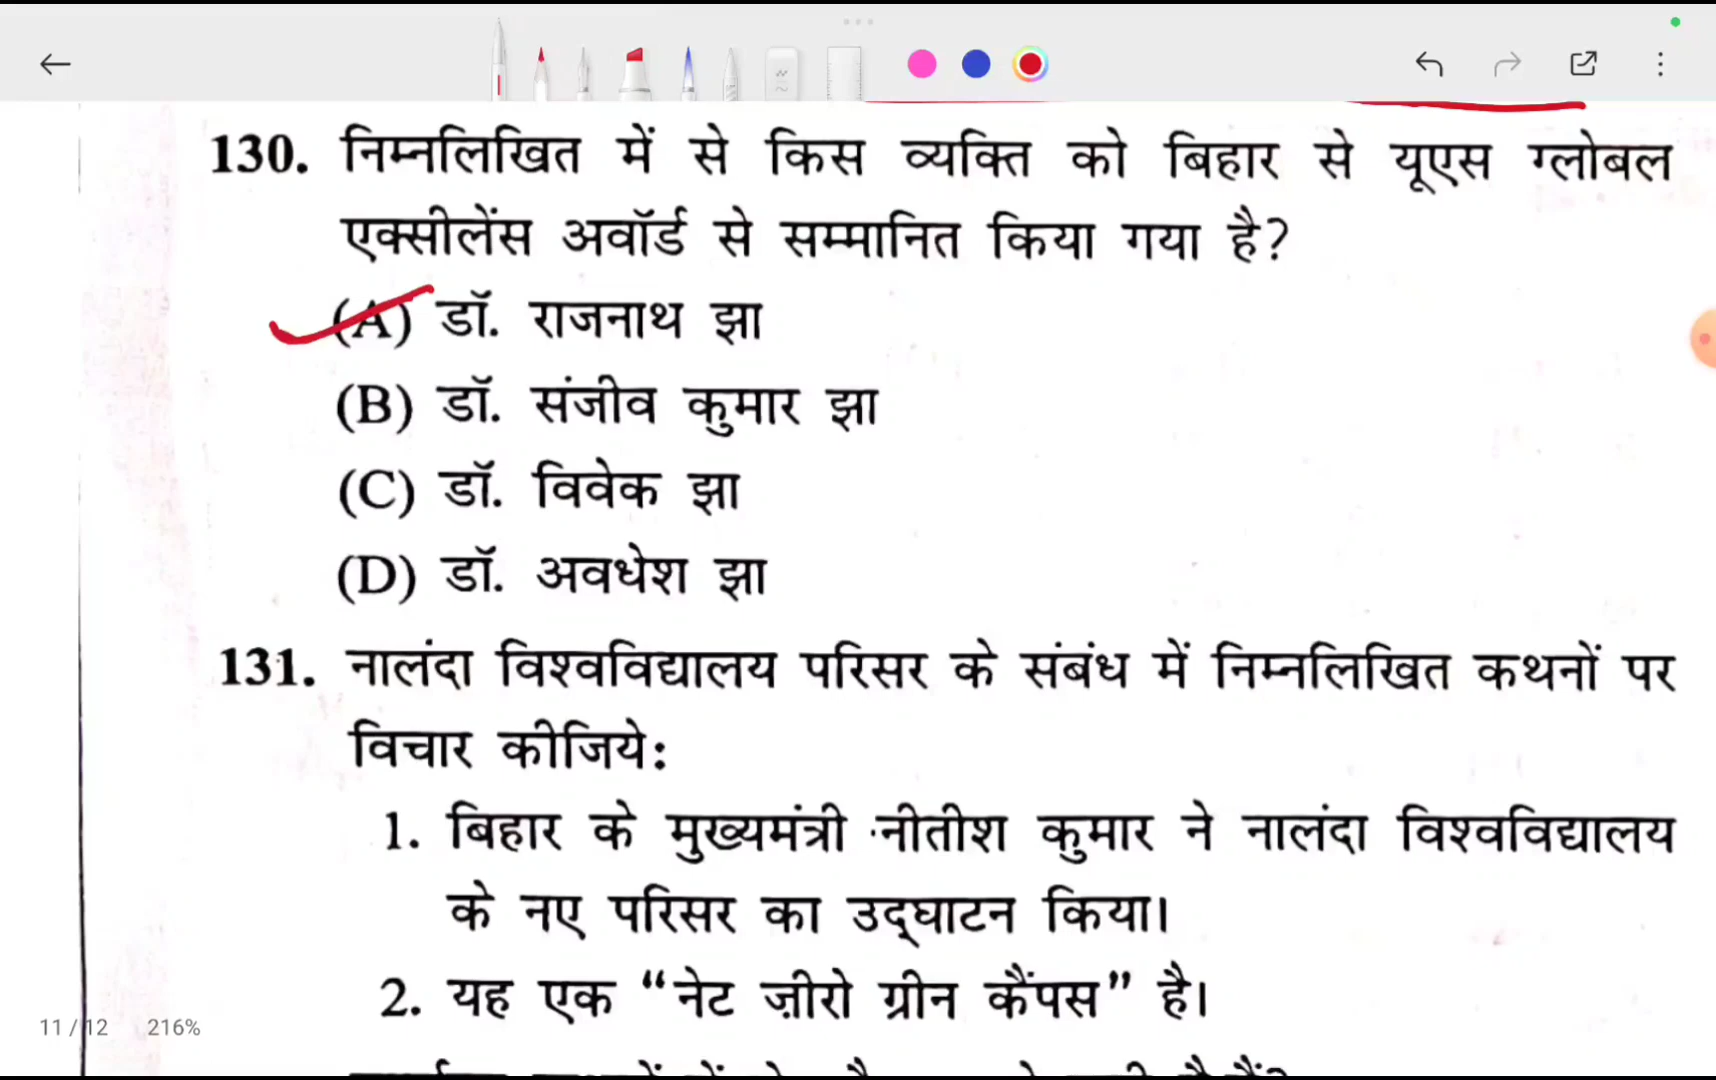 130. निम्नलिखित में से किस व्यक्ति को बिहार से यूएस ग्लोबल
एक्सीलेंस अवॉर्ड से सम्मानित किया गया है?
(A) डॉ. राजनाथ झा
(B) डॉ. संजीव कुमार झा
(C) डॉ. विवेक झा
(D) डॉ. अवधेश झा
131. नालंदा विश्वविद्यालय परिसर के संबंध में निम्नलिखित कथनों पर
विचार कीजिये:
1. बिहार के मुख्यमंत्री नीतीश कुमार ने नालंदा विश्वविद्यालय
के नए परिसर का उद्घाटन किया।
2. यह एक “नेट ज़ीरो ग्रीन कैंपस” है।
11/12 216%